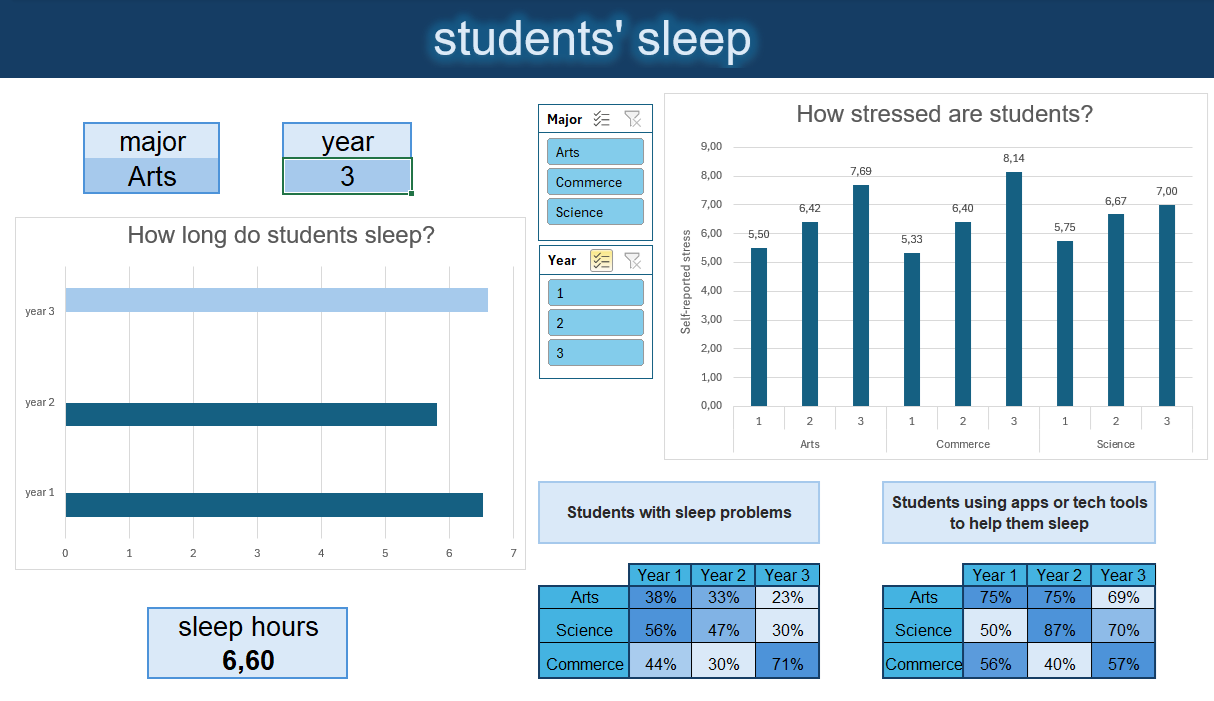 students' sleep
major
Arts
year
3
How long do students sleep?
year 3
year 2
year 1
0 1 2 3 4 5 6 7
sleep hours
6,60
Major
Arts
Commerce
Science
Year
1
2
3
How stressed are students?
Self-reported stress
9,00
8,00
7,00
6,00
5,00
4,00
3,00
2,00
1,00
0,00
5,50 6,42 7,69 5,33 6,40 8,14 5,75 6,67 7,00
1 2 3 1 2 3 1 2 3
Arts Commerce Science
Students with sleep problems
Year 1 Year 2 Year 3
Arts 38% 33% 23%
Science 56% 47% 30%
Commerce 44% 30% 71%
Students using apps or tech tools
to help them sleep
Year 1 Year 2 Year 3
Arts 75% 75% 69%
Science 50% 87% 70%
Commerce 56% 40% 57%